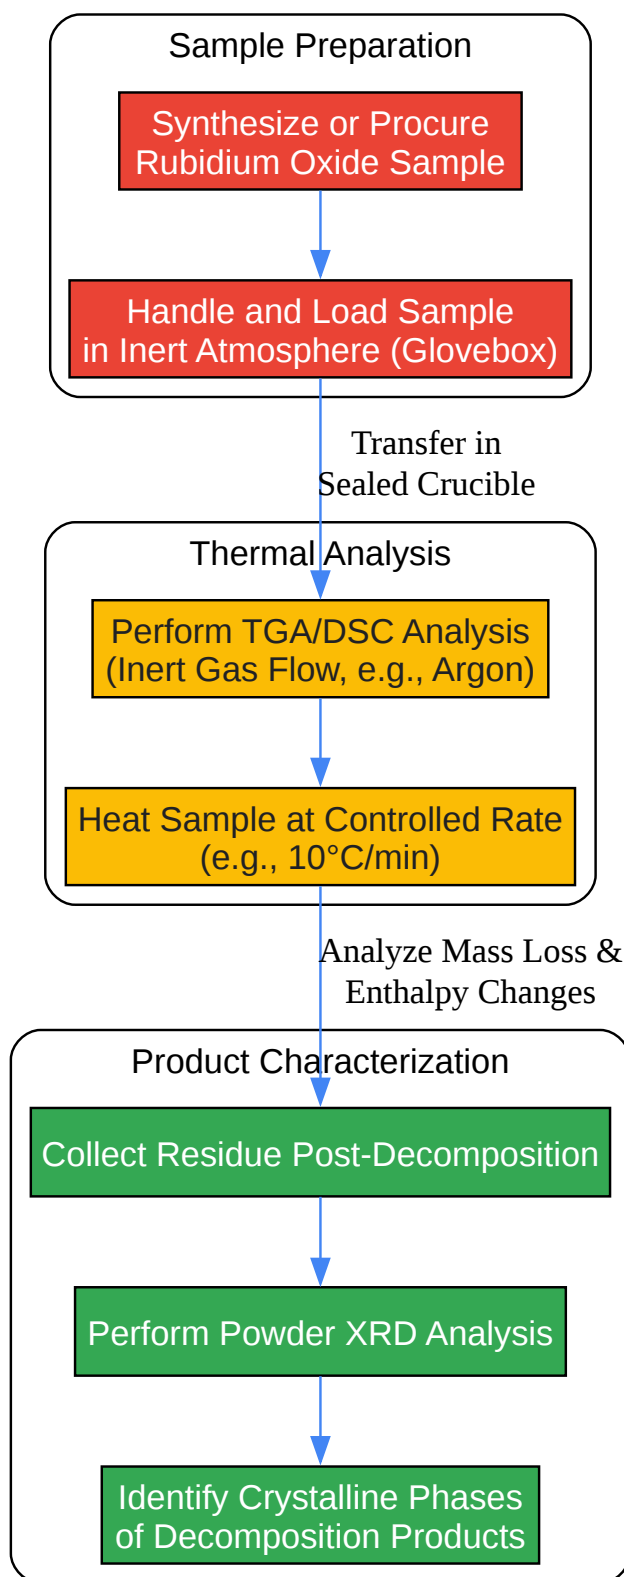 Sample Preparation
Synthesize or Procure
Rubidium Oxide Sample
Handle and Load Sample
in Inert Atmosphere (Glovebox)
Transfer in
Sealed Crucible
Thermal Analysis
Perform TGA/DSC Analysis
(Inert Gas Flow, e.g., Argon)
Heat Sample at Controlled Rate
(e.g., 10°C/min)
Analyze Mass Loss &
Enthalpy Changes
Product Characterization
Collect Residue Post-Decomposition
Perform Powder XRD Analysis
Identify Crystalline Phases
of Decomposition Products